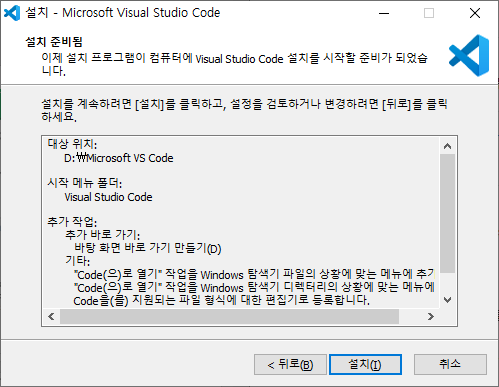 설치 - Microsoft Visual Studio Code
설치 준비됨
이제 설치 프로그램이 컴퓨터에 Visual Studio Code 설치를 시작할 준비가 되었습
니다.
설치를 계속하려면 [설치]를 클릭하고, 설정을 검토하거나 변경하려면 [뒤로]를 클릭
하세요.
대상 위치:
D:₩Microsoft VS Code
시작 메뉴 폴더:
Visual Studio Code
추가 작업:
추가 바로 가기:
바탕 화면 바로 가기 만들기(D)
기타:
"Code(으)로 열기" 작업을 Windows 탐색기 파일의 상황에 맞는 메뉴에 추가
"Code(으)로 열기" 작업을 Windows 탐색기 디렉터리의 상황에 맞는 메뉴에
Code을(를) 지원되는 파일 형식에 대한 편집기로 등록합니다.
< 뒤로(B)
설치(I)
취소